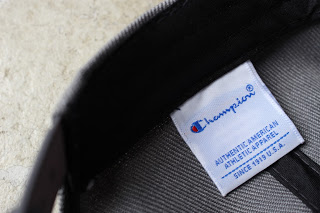 Champion®
AUTHENTIC AMERICAN
ATHLETIC APPAREL
SINCE 1919 U.S.A.